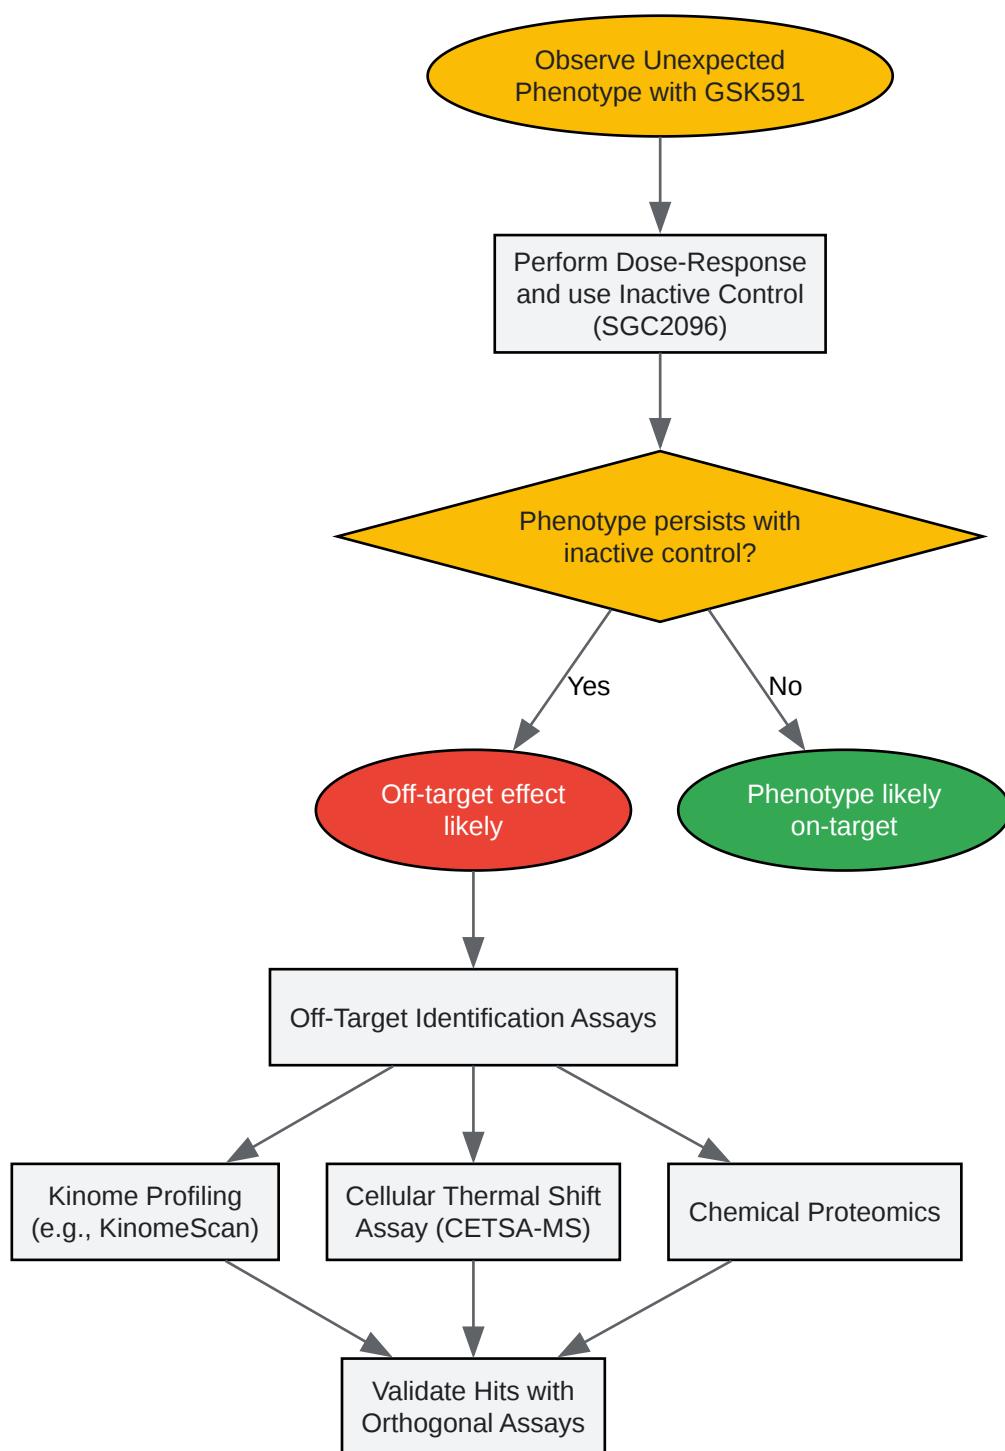 Observe Unexpected
Phenotype with GSK591
Perform Dose-Response
and use Inactive Control
(SGC2096)
Phenotype persists with
inactive control?
Yes
No
Off-target effect
likely
Phenotype likely
on-target
Off-Target Identification Assays
Kinome Profiling
(e.g., KinomeScan)
Cellular Thermal Shift
Assay (CETSA-MS)
Chemical Proteomics
Validate Hits with
Orthogonal Assays